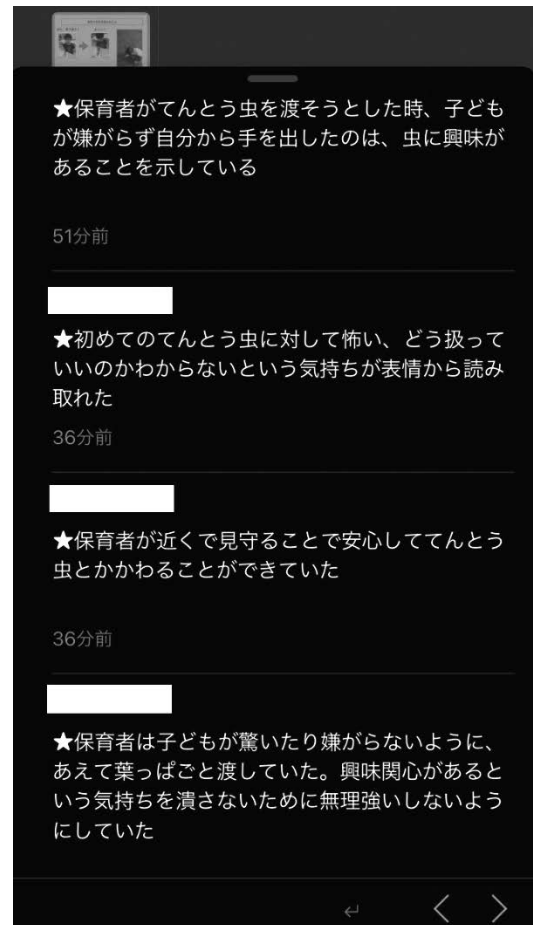 ★保育者がてんとう虫を渡そうとした時、子ども
が嫌がらず自分から手を出したのは、虫に興味が
あることを示している
51分前
★初めてのてんとう虫に対して怖い、どう扱って
いいのかわからないという気持ちが表情から読み
取れた
36分前
★保育者が近くで見守ることで安心しててんとう
虫とかかわることができていた
36分前
★保育者は子どもが驚いたり嫌がらないように、
あえて葉っぱごと渡していた。興味関心があると
いう気持ちを潰さないために無理強いしないよう
にしていた